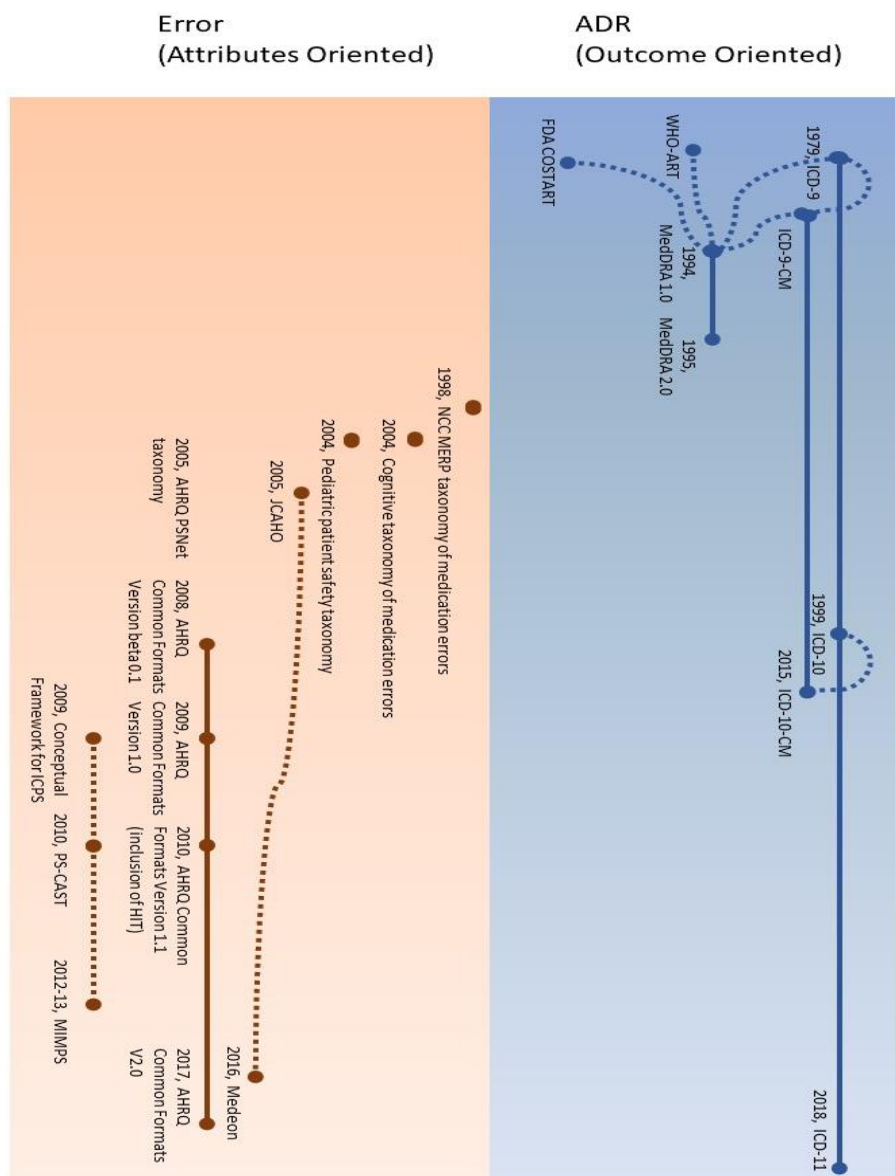 Error
(Attributes Oriented)
ADR
(Outcome Oriented)
1979, ICD-9
ICD-9-CM
1999, ICD-10
2015, ICD-10-CM
2018, ICD-11
WHO-ART
FDA COSTART
1994,
MedDRA 1.0
1995,
MedDRA 2.0
1998, NCC MERP taxonomy of medication errors
2004, Cognitive taxonomy of medication errors
2004, Pediatric patient safety taxonomy
2005, JCAHO
2016, Medeon
2005, AHRQ PSNet
taxonomy
2008, AHRQ
Common Formats
Version beta 0.1
2009, AHRQ
Common Formats
Version 1.0
2010, AHRQ Common
Formats Version 1.1
(inclusion of HIT)
2017, AHRQ
Common Formats
V2.0
2009, Conceptual
Framework for ICPS
2010, PS-CAST
2012-13, MIMPS